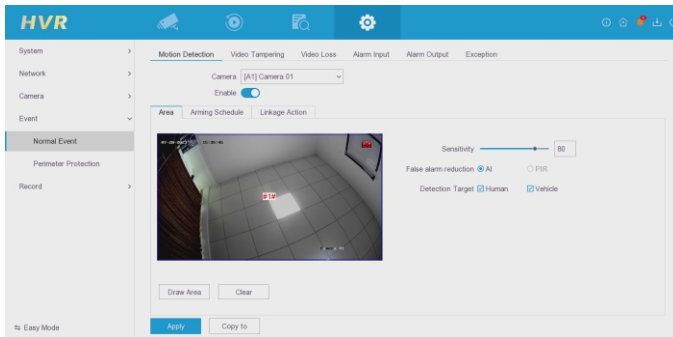 HVR
System
Network
Camera
Event
Normal Event
Perimeter Protection
Record
Easy Mode
Motion Detection Video Tampering Video Loss Alarm Input Alarm Output Exception
Camera [A1] Camera 01
Enable
Area Arming Schedule Linkage Action
#1#
Sensitivity 80
False alarm reduction AI PIR
Detection Target Human Vehicle
Draw Area Clear
Apply Copy to